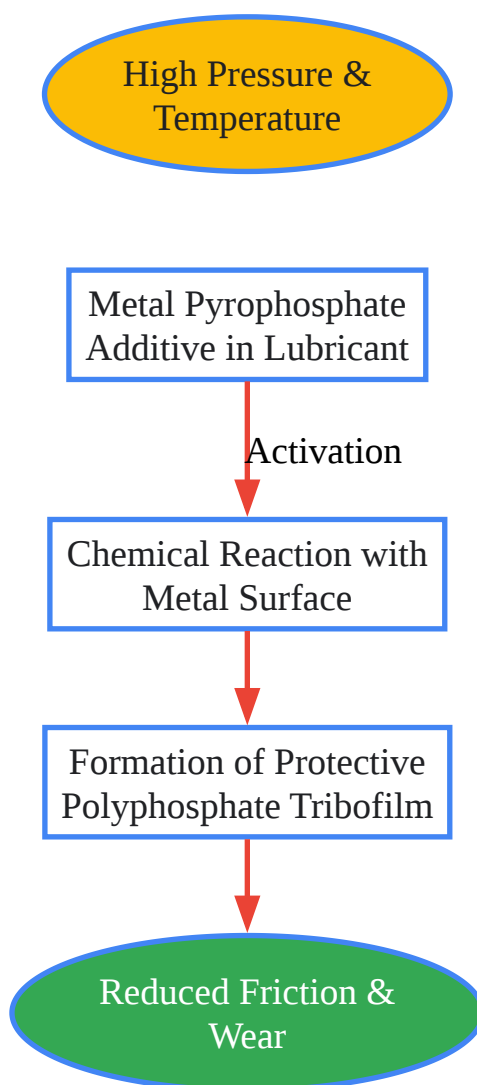 High Pressure &
Temperature
Metal Pyrophosphate
Additive in Lubricant
Activation
Chemical Reaction with
Metal Surface
Formation of Protective
Polyphosphate Tribofilm
Reduced Friction &
Wear